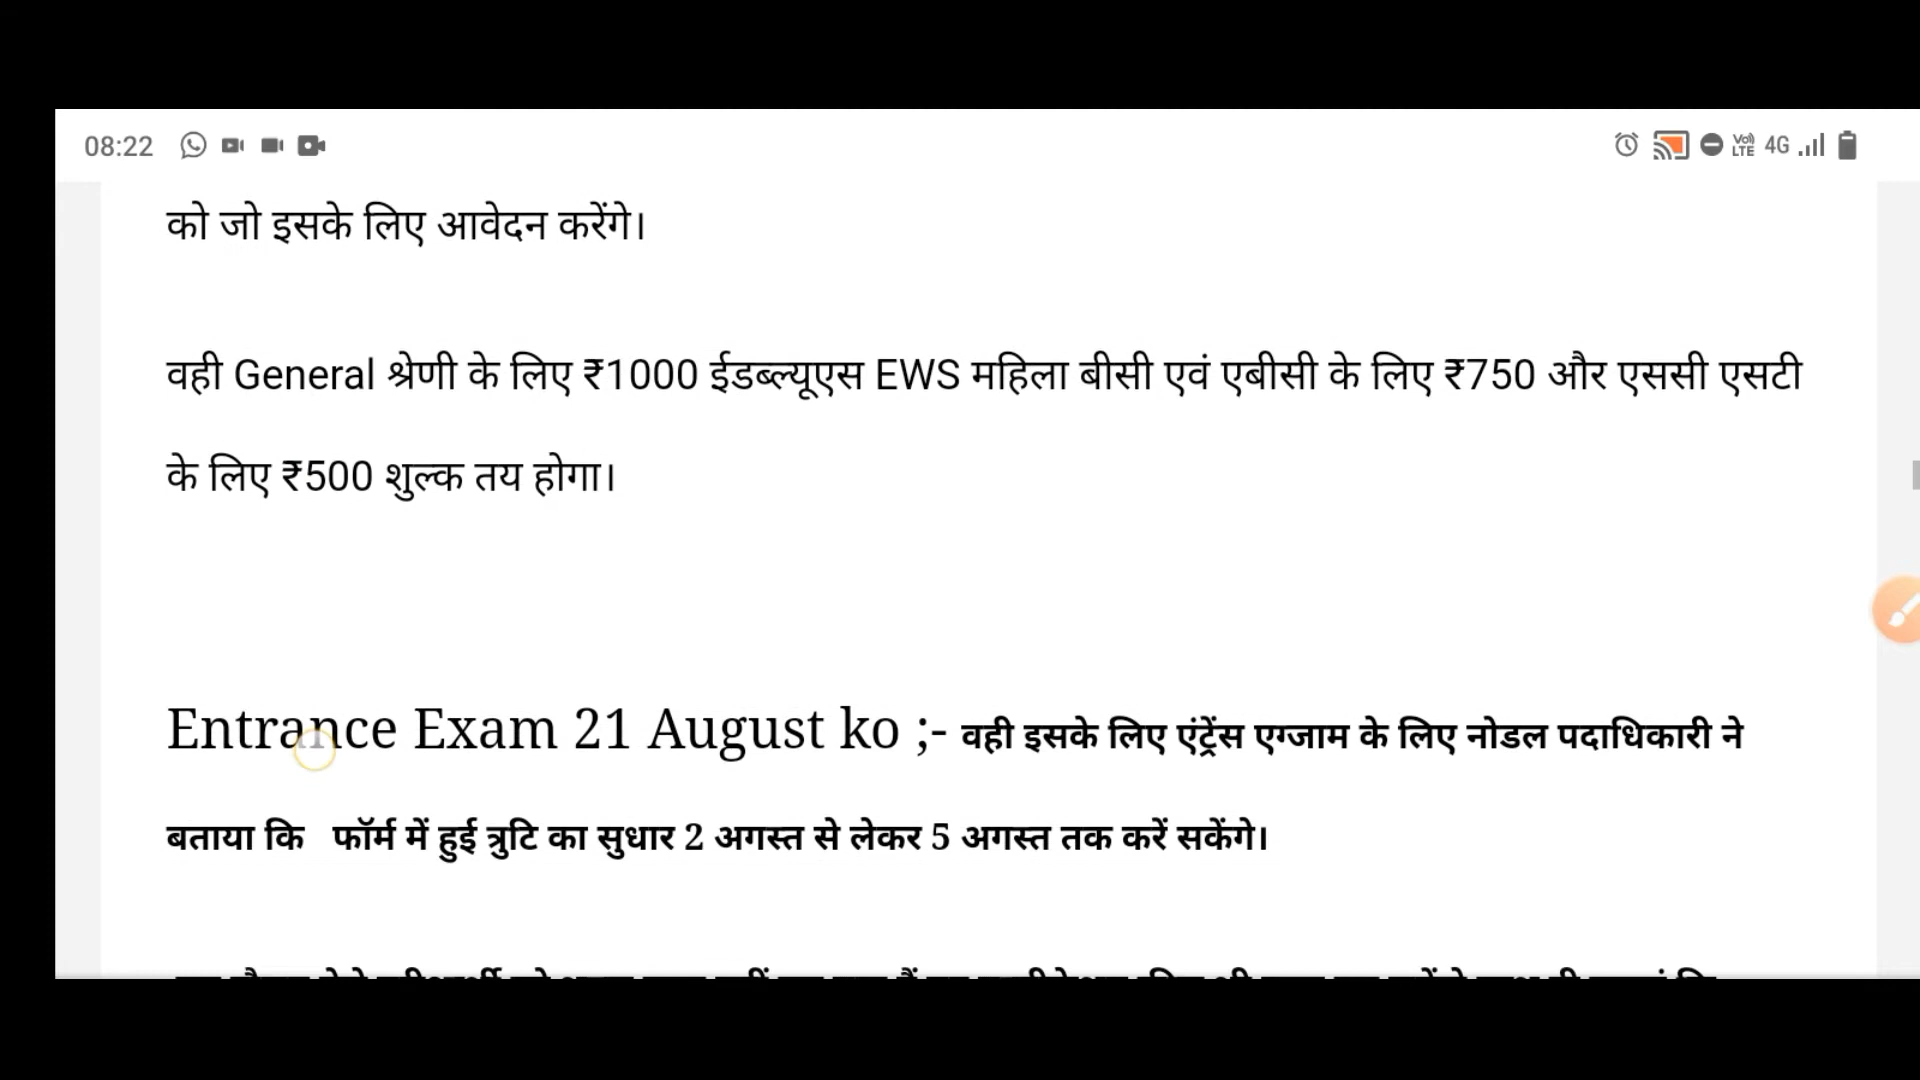 08:22
Vo) LTE 4G
को जो इसके लिए आवेदन करेंगे।
वही General श्रेणी के लिए ₹1000 ईडब्ल्यूएस EWS महिला बीसी एवं एबीसी के लिए ₹750 और एससी एसटी
के लिए ₹500 शुल्क तय होगा।
Entrance Exam 21 August ko ;- वही इसके लिए एंट्रेंस एग्जाम के लिए नोडल पदाधिकारी ने
बताया कि फॉर्म में हुई त्रुटि का सुधार 2 अगस्त से लेकर 5 अगस्त तक करें सकेंगे।